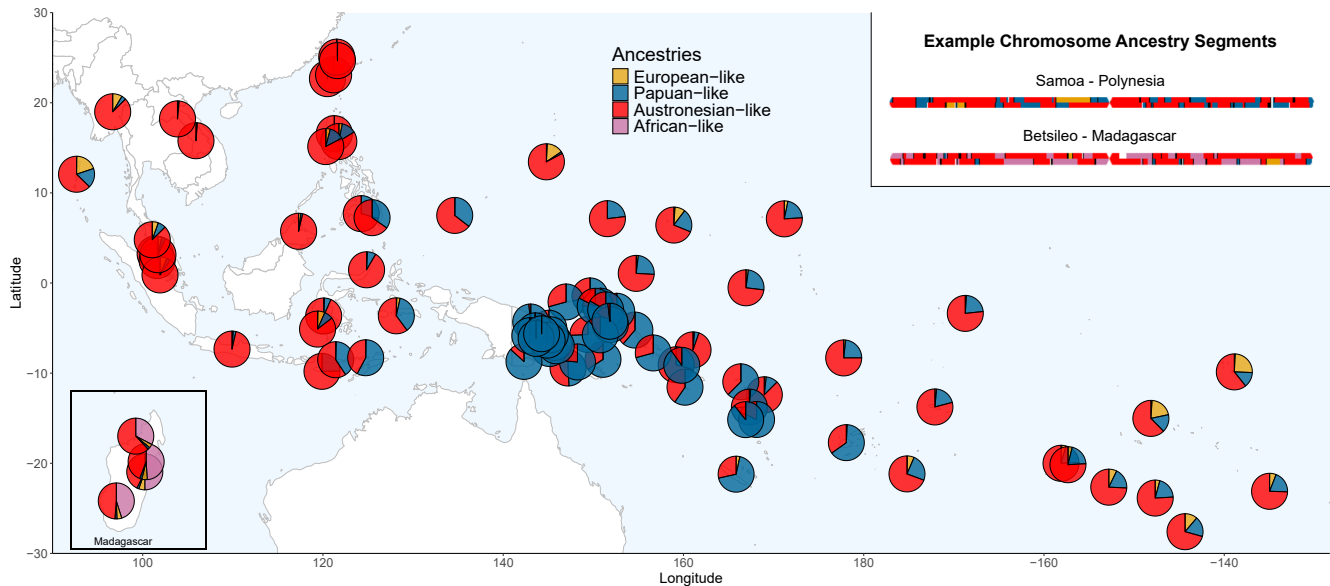 30
20
10
0
−10
−20
−30
Latitude
100
120
140
160
−160
−140
Longitude
Ancestries
European−like
Papuan−like
Austronesian−like
African−like
Example Chromosome Ancestry Segments
Samoa - Polynesia
Betsileo - Madagascar
Madagascar